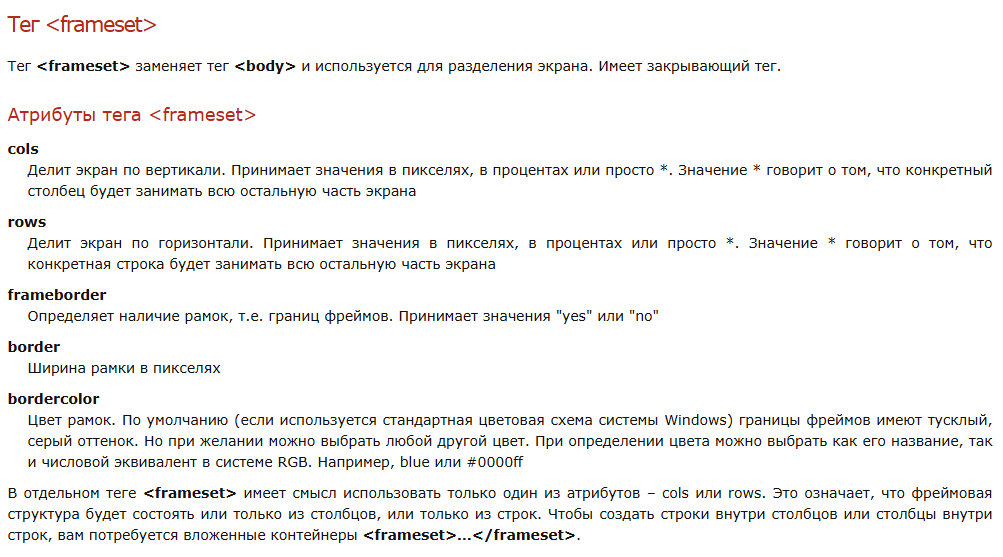 Тег <frameset>
Тег <frameset> заменяет тег <body> и используется для разделения экрана. Имеет закрывающий тег.
Атрибуты тега <frameset>
cols
Делит экран по вертикали. Принимает значения в пикселях, в процентах или просто *. Значение * говорит о том, что конкретный
столбец будет занимать всю остальную часть экрана
rows
Делит экран по горизонтали. Принимает значения в пикселях, в процентах или просто *. Значение * говорит о том, что
конкретная строка будет занимать всю остальную часть экрана
frameborder
Определяет наличие рамок, т.е. границ фреймов. Принимает значения "yes" или "no"
border
Ширина рамки в пикселях
bordercolor
Цвет рамок. По умолчанию (если используется стандартная цветовая схема системы Windows) границы фреймов имеют тусклый,
серый оттенок. Но при желании можно выбрать любой другой цвет. При определении цвета можно выбрать как его название, так
и числовой эквивалент в системе RGB. Например, blue или #0000ff
В отдельном теге <frameset> имеет смысл использовать только один из атрибутов – cols или rows. Это означает, что фреймовая
структура будет состоять или только из столбцов, или только из строк. Чтобы создать строки внутри столбцов или столбцы внутри
строк, вам потребуется вложенные контейнеры <frameset>...</frameset>.